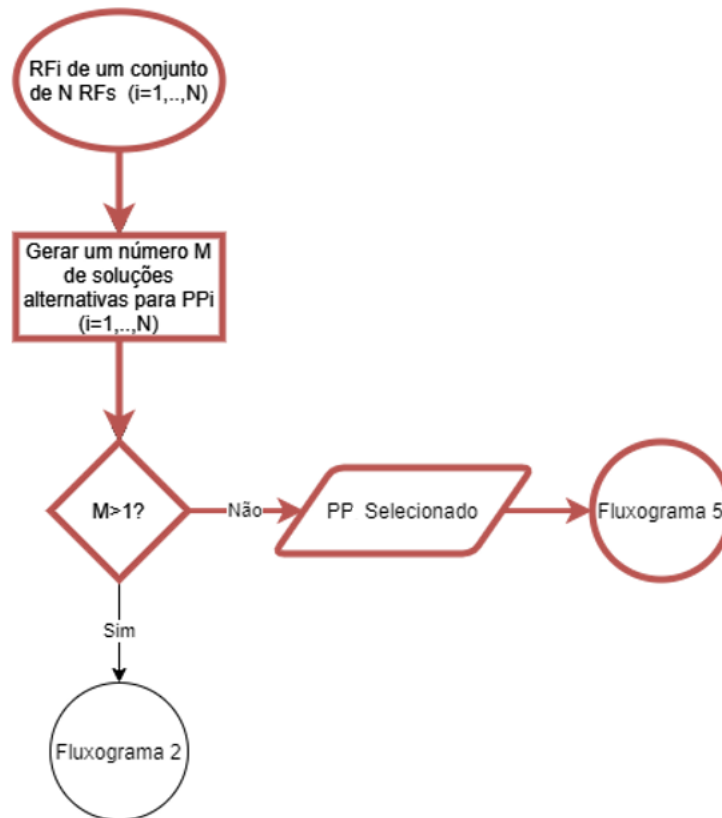 RFi de um conjunto
de N RFs (i=1,..,N)
Gerar um número M
de soluções
alternativas para PPi
(i=1,..,N)
M>1?
Não
PP Selecionado
Fluxograma 5
Sim
Fluxograma 2